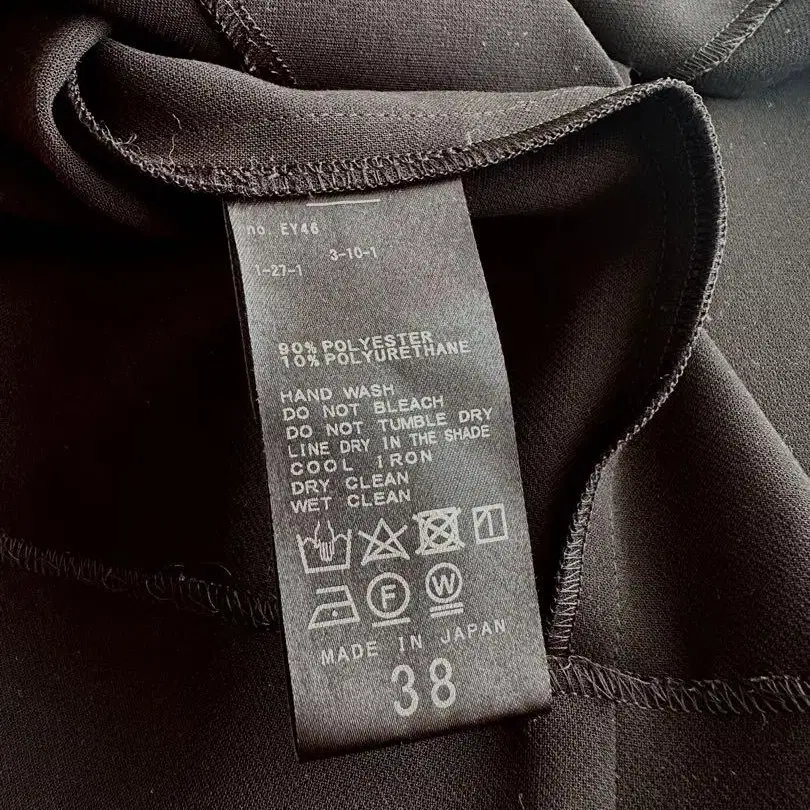 no. EY46
3-10-1
1-27-1
90% POLYESTER
10% POLYURETHANE
HAND WASH
DO NOT BLEACH
DO NOT TUMBLE DRY
LINE DRY IN THE SHADE
COOL IRON
DRY CLEAN
WET CLEAN
F W
MADE IN JAPAN
38